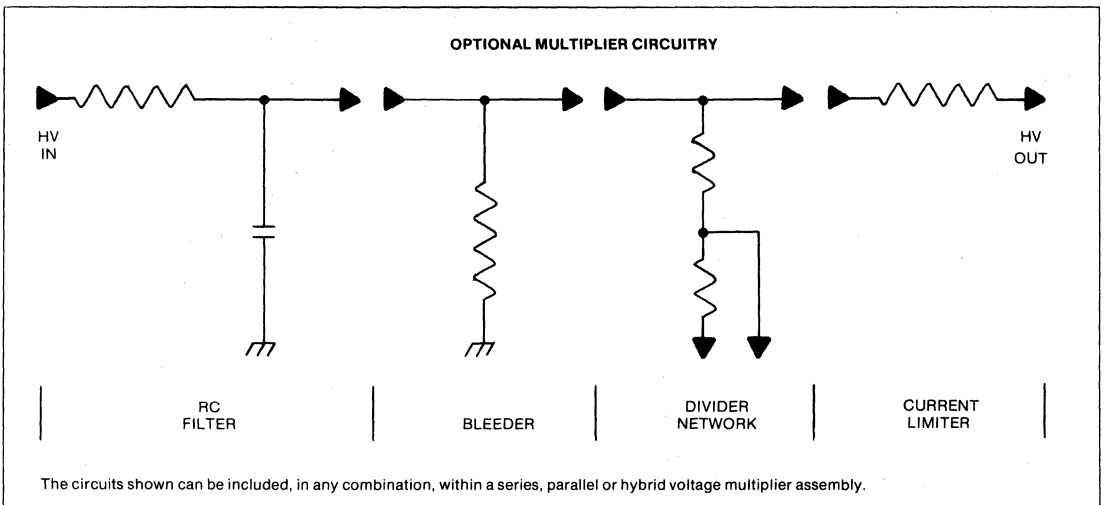 OPTIONAL MULTIPLIER CIRCUITRY
HV
IN
HV
OUT
RC
FILTER
BLEEDER
DIVIDER
NETWORK
CURRENT
LIMITER
The circuits shown can be included, in any combination, within a series, parallel or hybrid voltage multiplier assembly.